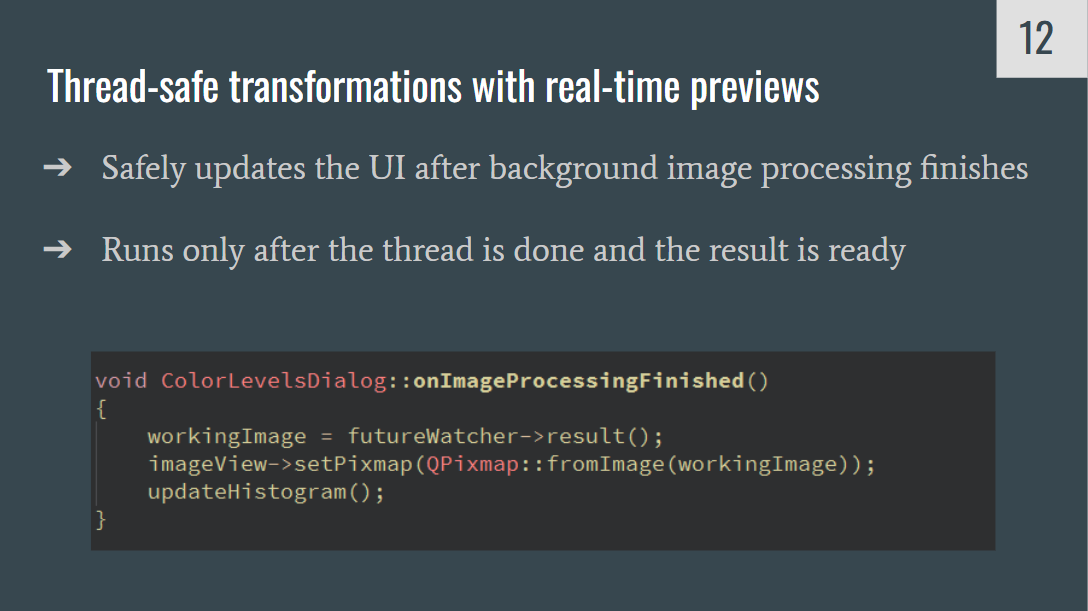 12
Thread-safe transformations with real-time previews
➔ Safely updates the UI after background image processing finishes
➔ Runs only after the thread is done and the result is ready
void ColorLevelsDialog::onImageProcessingFinished()
{
    workingImage = futureWatcher->result();
    imageView->setPixmap(QPixmap::fromImage(workingImage));
    updateHistogram();
}